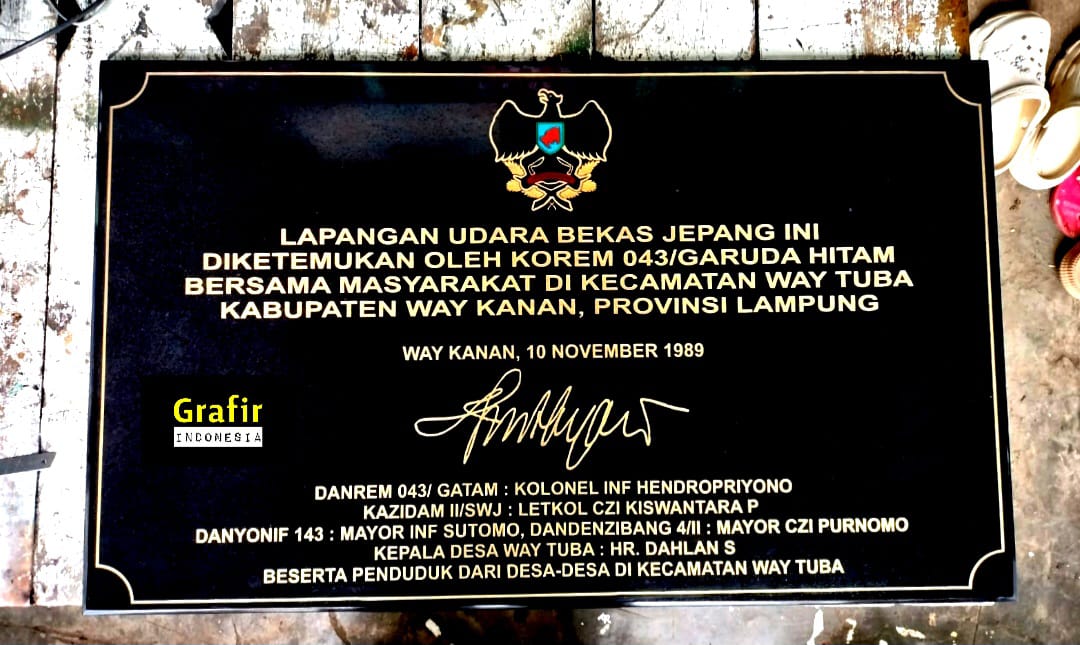 LAPANGAN UDARA BEKAS JEPANG INI
DIKETEMUKAN OLEH KOREM 043/GARUDA HITAM
BERSAMA MASYARAKAT DI KECAMATAN WAY TUBA
KABUPATEN WAY KANAN, PROVINSI LAMPUNG
WAY KANAN, 10 NOVEMBER 1989
Grafir
INDONESIA
DANREM 043/ GATAM : KOLONEL INF HENDROPRIYONO
KAZIDAM II/SWJ : LETKOL CZI KISWANTARA P
DANYONIF 143 : MAYOR INF SUTOMO, DANDENZIBANG 4/II : MAYOR CZI PURNOMO
KEPALA DESA WAY TUBA : HR. DAHLAN S
BESERTA PENDUDUK DARI DESA-DESA DI KECAMATAN WAY TUBA